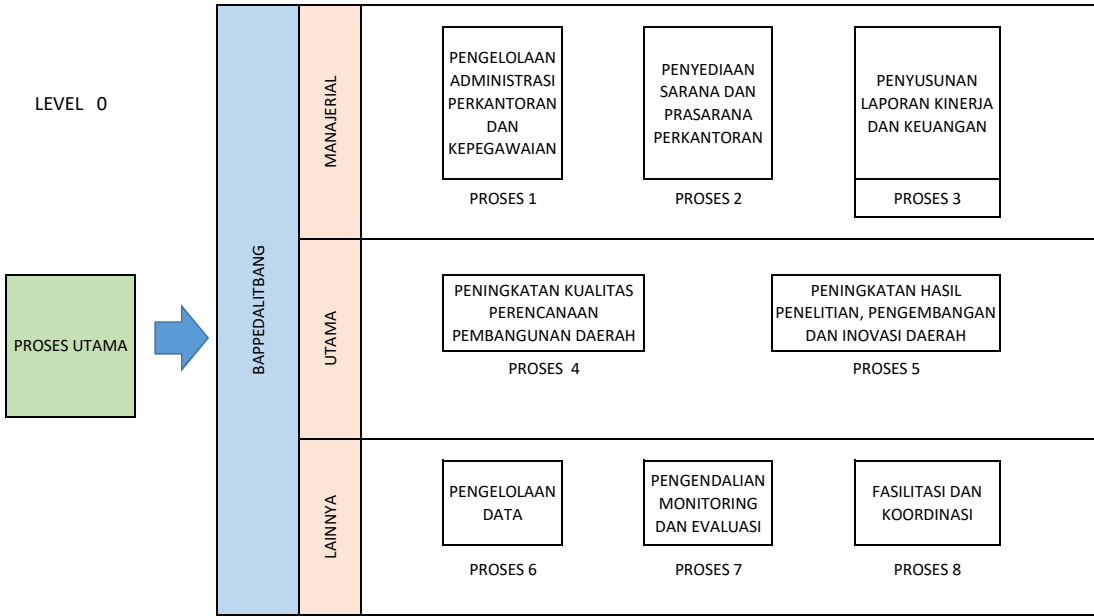 LEVEL 0
PROSES UTAMA
BAPPEDALITBANG
MANAJERIAL
PENGELOLAAN
ADMINISTRASI
PERKANTORAN
DAN
KEPEGAWAIAN
PROSES 1
PENYEDIAAN
SARANA DAN
PRASARANA
PERKANTORAN
PROSES 2
PENYUSUNAN
LAPORAN KINERJA
DAN KEUANGAN
PROSES 3
UTAMA
PENINGKATAN KUALITAS
PERENCANAAN
PEMBANGUNAN DAERAH
PROSES 4
PENINGKATAN HASIL
PENELITIAN, PENGEMBANGAN
DAN INOVASI DAERAH
PROSES 5
LAINNYA
PENGELOLAAN
DATA
PROSES 6
PENGENDALIAN
MONITORING
DAN EVALUASI
PROSES 7
FASILITASI DAN
KOORDINASI
PROSES 8